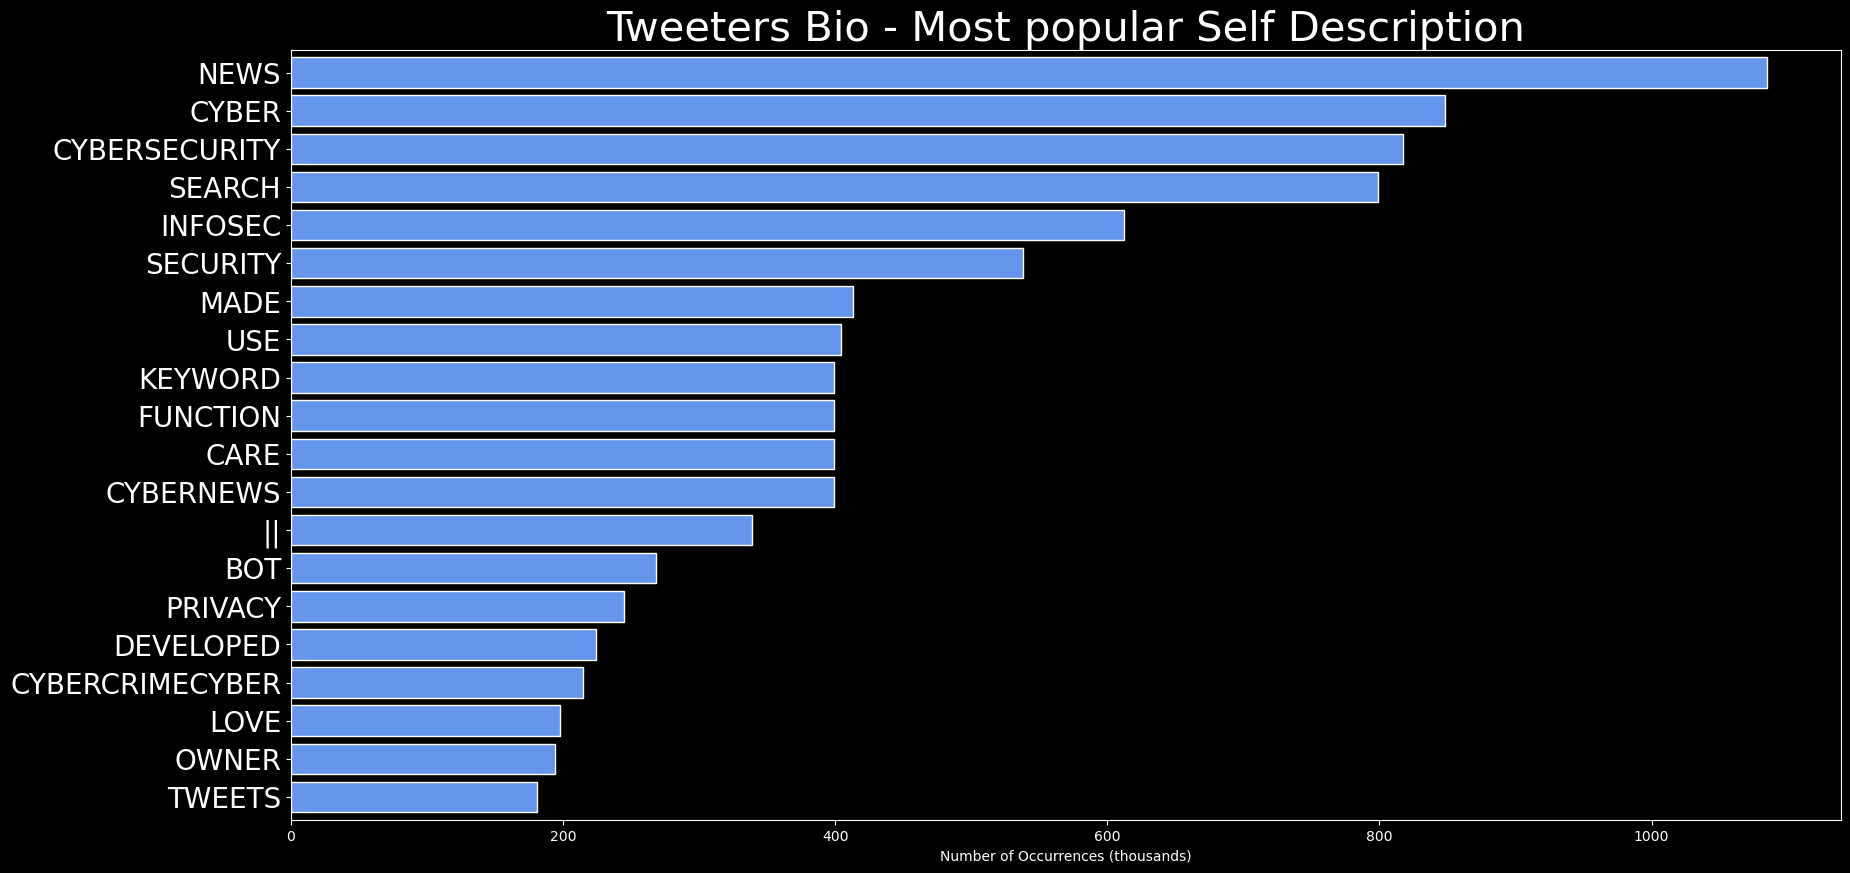 Tweeters Bio - Most popular Self Description
NEWS
CYBER
CYBERSECURITY
SEARCH
INFOSEC
SECURITY
MADE
USE
KEYWORD
FUNCTION
CARE
CYBERNEWS
||
BOT
PRIVACY
DEVELOPED
CYBERCRIMECYBER
LOVE
OWNER
TWEETS
0 200 400 600 800 1000
Number of Occurrences (thousands)